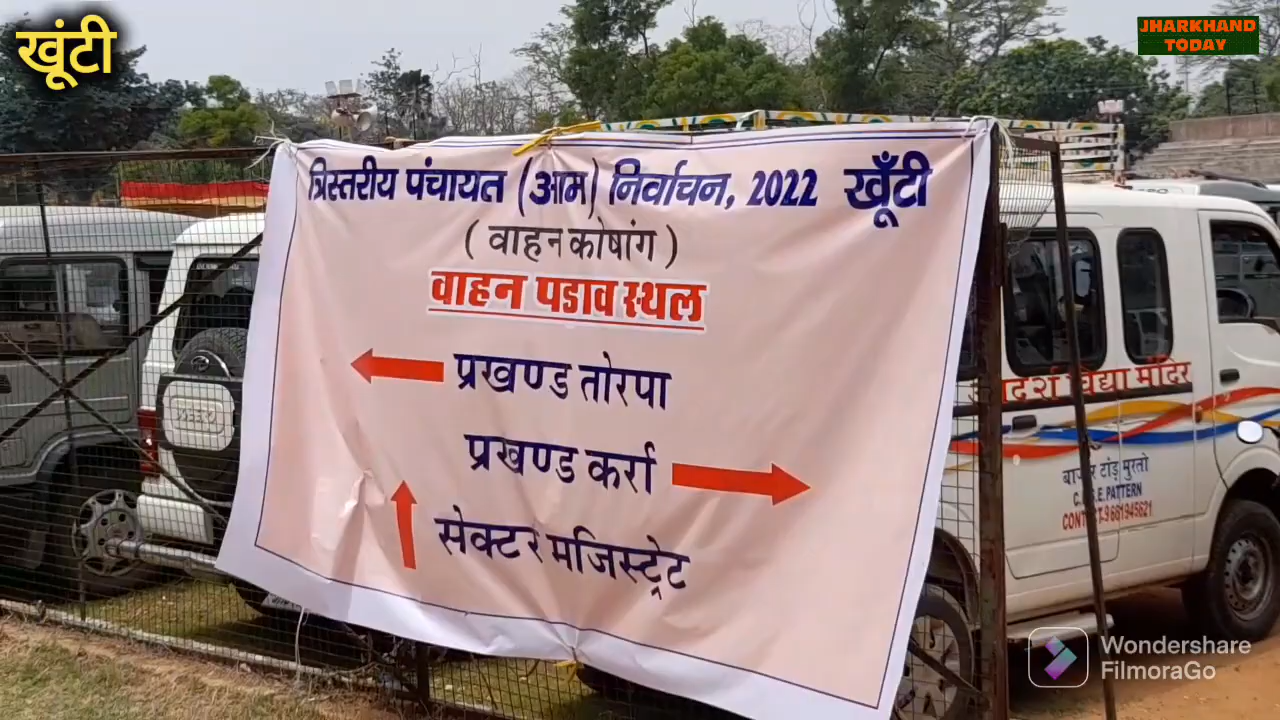 खूंटी
JHARKHAND
TODAY
त्रिस्तरीय पंचायत (आम) निर्वाचन, 2022 खूँटी
( वाहन कोषांग )
वाहन पडाव स्थल
प्रखण्ड तोरपा
प्रखण्ड कर्रा
सेक्टर मजिस्ट्रेट
विद्या मंदिर
बाजार टांड़ मुरतो
PATTERN
Wondershare
FilmoraGo